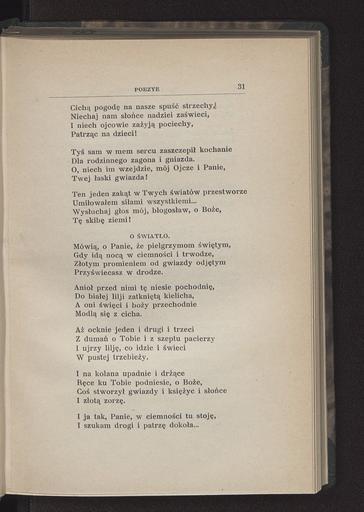 POEZYE 31
Cichą pogodę na nasze spuść strzechy,
Niechaj nam słońce nadziei zaświeci,
I niech ojcowie zażyją pociechy,
Patrząc na dzieci!
Tyś sam w mem sercu zaszczepił kochanie
Dla rodzinnego zagona i gniazda.
O, niech im wzejdzie, mój Ojcze i Panie,
Twej łaski gwiazda!
Ten jeden zakąt w Twych światów przestworze
Umiłowałem siłami wszystkiemi...
Wysłuchaj głos mój, błogosław, o Boże,
Tę skibę ziemi!
O ŚWIATŁO.
Mówią, o Panie, że pielgrzymom świętym,
Gdy idą nocą w ciemności i trwodze,
Złotym promieniem od gwiazdy odjętym
Przyświecasz w drodze.
Anioł przed nimi tę niesie pochodnię,
Do białej lilji zatkniętą kielicha,
A oni święci i boży przechodnie
Modlą się z cicha.
Aż ocknie jeden i drugi i trzeci
Z dumań o Tobie i z szeptu pacierzy
I ujrzy lilję, co idzie i świeci
W pustej trzebieży.
I na kolana upadnie i drżące
Ręce ku Tobie podniesie, o Boże,
Coś stworzył gwiazdy i księżyc i słońce
I złotą zorzę.
I ja tak, Panie, w ciemności tu stoję,
I szukam drogi i patrzę dokoła...